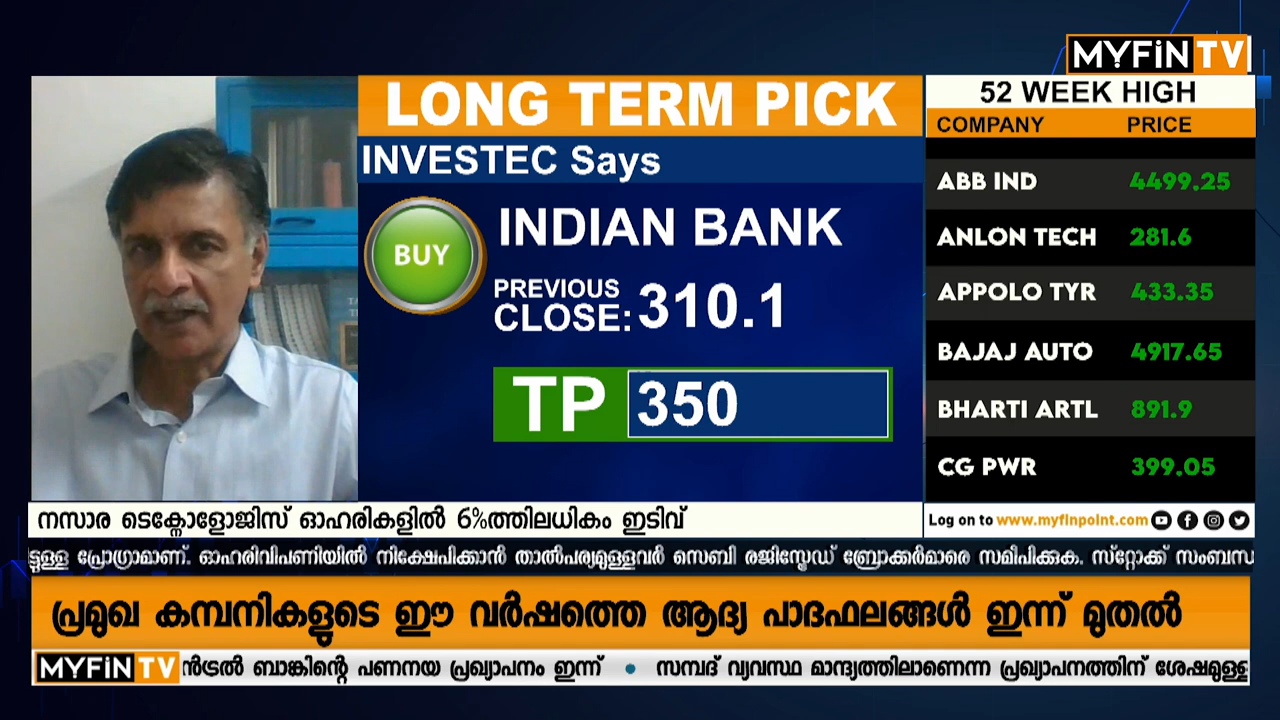 MYFIN TV
LONG TERM PICK
INVESTEC Says
BUY
INDIAN BANK
PREVIOUS CLOSE: 310.1
TP 350
52 WEEK HIGH
COMPANY PRICE
ABB IND 4499.25
ANLON TECH 281.6
APPOLO TYR 433.35
BAJAJ AUTO 4917.65
BHARTI ARTL 891.9
CG PWR 399.05
Log on to www.myfinpoint.com
നസാര ടെക്നോളോജിസ് ഓഹരികളിൽ 6%ത്തിലധികം ഇടിവ്
ട്ടുള്ള പ്രോഗ്രാമാണ്. ഓഹരിവിപണിയിൽ നിക്ഷേപിക്കാൻ താൽപര്യമുള്ളവർ സെബി രജിസ്റ്റേഡ് ബ്രോക്കർമാരെ സമീപിക്കുക. സ്റ്റോക്ക് സംബന്ധ
പ്രമുഖ കമ്പനികളുടെ ഈ വർഷത്തെ ആദ്യ പാദഫലങ്ങൾ ഇന്ന് മുതൽ
MYFIN TV ൻട്രൽ ബാങ്കിന്റെ പണനയ പ്രഖ്യാപനം ഇന്ന് • സമ്പദ് വ്യവസ്ഥ മാന്ദ്യത്തിലാണെന്ന പ്രഖ്യാപനത്തിന് ശേഷമുള്ള